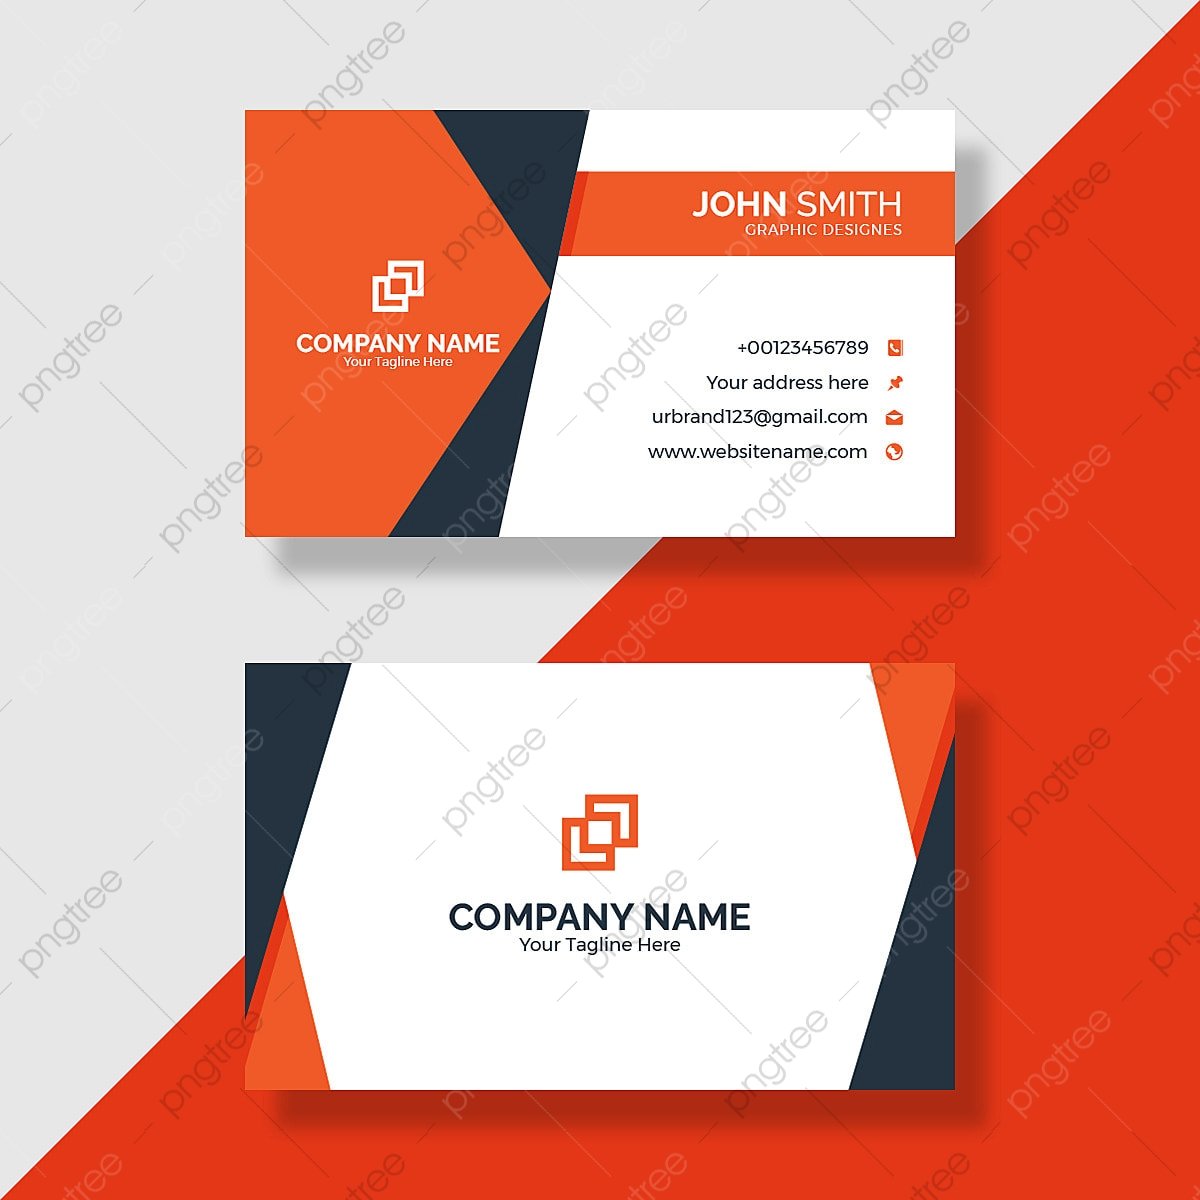 JOHN SMITH
GRAPHIC DESIGNES
COMPANY NAME
Your Tagline Here
+00123456789
Your address here
urbrand123@gmail.com
www.websitename.com
COMPANY NAME
Your Tagline Here
pngtree